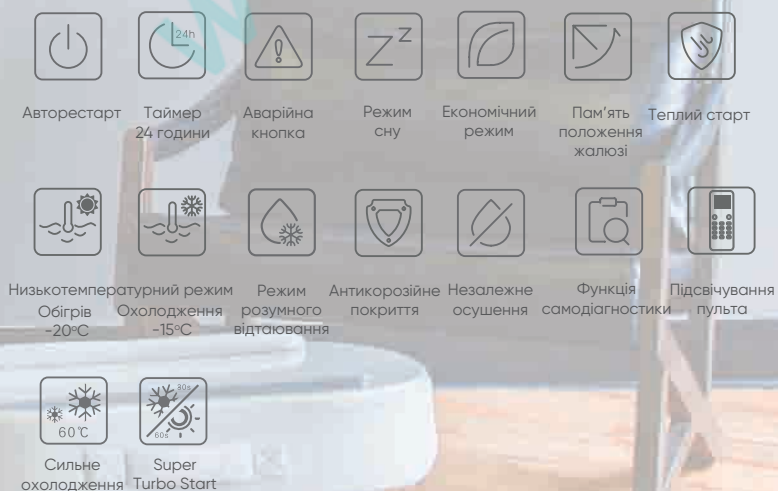 24h
Авторестарт
Таймер
24 години
Аварійна
кнопка
Режим
сну
Економічний
режим
Пам'ять
положення
жалюзі
Теплий старт
Низькотемпературний режим
Обігрів
-20°C
Охолодження
-15°C
Режим
розумного
відтаювання
Антикорозійне
покриття
Незалежне
осушення
Функція
самодіагностики
Підсвічування
пульта
60℃
Сильне
охолодження
30s
60s
Super
Turbo Start